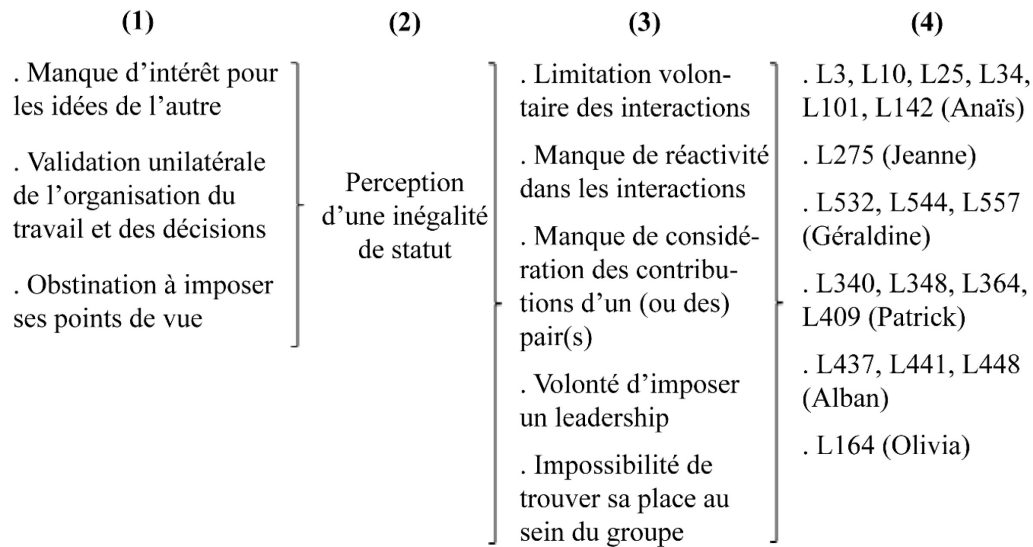 (1)
. Manque d'intérêt pour
les idées de l'autre
. Validation unilatérale
de l'organisation du
travail et des décisions
. Obstination à imposer
ses points de vue
(2)
Perception
d'une inégalité
de statut
(3)
. Limitation volon-
taire des interactions
. Manque de réactivité
dans les interactions
. Manque de considé-
ration des contribu-
tions d'un (ou des)
pair(s)
. Volonté d'imposer
un leadership
. Impossibilité de
trouver sa place au
sein du groupe
(4)
. L3, L10, L25, L34,
L101, L142 (Anaïs)
. L275 (Jeanne)
. L532, L544, L557
(Géraldine)
. L340, L348, L364,
L409 (Patrick)
. L437, L441, L448
(Alban)
. L164 (Olivia)